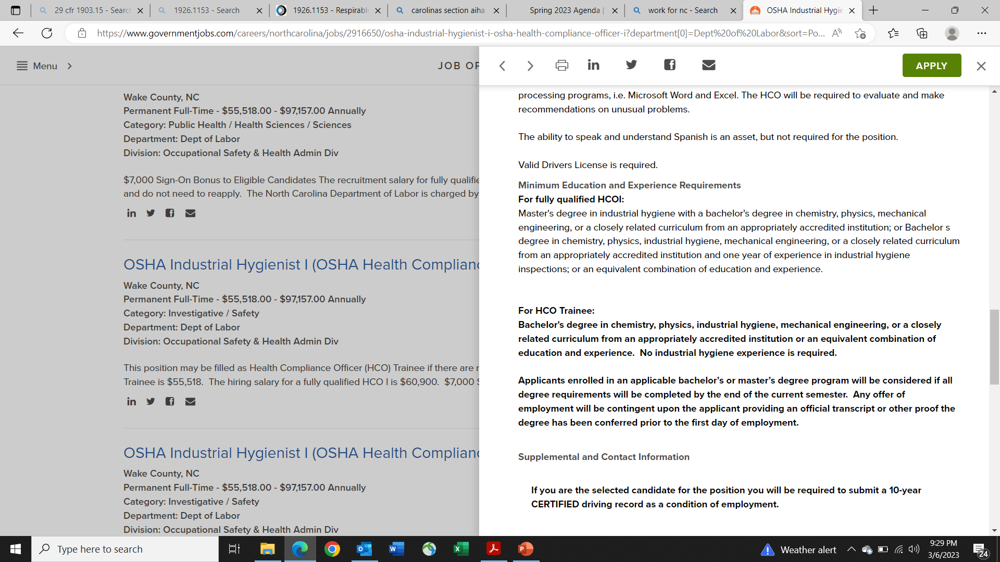 29 cfr 1903.15 - Searc
1926.1153 - Search
1926.1153 - Respirabl
carolinas section aiha
Spring 2023 Agenda |
work for nc - Search
OSHA Industrial Hygie
https://www.governmentjobs.com/careers/northcarolina/jobs/2916650/osha-industrial-hygienist-i-osha-health-compliance-officer-i?department[0]=Dept%20of%20Labor&sort=Po...
Menu
JOB OP
Wake County, NC
Permanent Full-Time - $55,518.00 - $97,157.00 Annually
Category: Public Health / Health Sciences / Sciences
Department: Dept of Labor
Division: Occupational Safety & Health Admin Div
$7,000 Sign-On Bonus to Eligible Candidates The recruitment salary for fully qualifie
and do not need to reapply. The North Carolina Department of Labor is charged by
OSHA Industrial Hygienist I (OSHA Health Complianc
Wake County, NC
Permanent Full-Time - $55,518.00 - $97,157.00 Annually
Category: Investigative / Safety
Department: Dept of Labor
Division: Occupational Safety & Health Admin Div
This position may be filled as Health Compliance Officer (HCO) Trainee if there are r
Trainee is $55,518. The hiring salary for a fully qualified HCO I is $60,900. $7,000 S
OSHA Industrial Hygienist I (OSHA Health Complianc
Wake County, NC
Permanent Full-Time - $55,518.00 - $97,157.00 Annually
Category: Investigative / Safety
Department: Dept of Labor
Division: Occupational Safety & Health Admin Div
APPLY
processing programs, i.e. Microsoft Word and Excel. The HCO will be required to evaluate and make
recommendations on unusual problems.
The ability to speak and understand Spanish is an asset, but not required for the position.
Valid Drivers License is required.
Minimum Education and Experience Requirements
For fully qualified HCOI:
Master's degree in industrial hygiene with a bachelor's degree in chemistry, physics, mechanical
engineering, or a closely related curriculum from an appropriately accredited institution; or Bachelor s
degree in chemistry, physics, industrial hygiene, mechanical engineering, or a closely related curriculum
from an appropriately accredited institution and one year of experience in industrial hygiene
inspections; or an equivalent combination of education and experience.
For HCO Trainee:
Bachelor's degree in chemistry, physics, industrial hygiene, mechanical engineering, or a closely
related curriculum from an appropriately accredited institution or an equivalent combination of
education and experience. No industrial hygiene experience is required.
Applicants enrolled in an applicable bachelor’s or master’s degree program will be considered if all
degree requirements will be completed by the end of the current semester. Any offer of
employment will be contingent upon the applicant providing an official transcript or other proof the
degree has been conferred prior to the first day of employment.
Supplemental and Contact Information
If you are the selected candidate for the position you will be required to submit a 10-year
CERTIFIED driving record as a condition of employment.
Type here to search
Weather alert
9:29 PM
3/6/2023
24